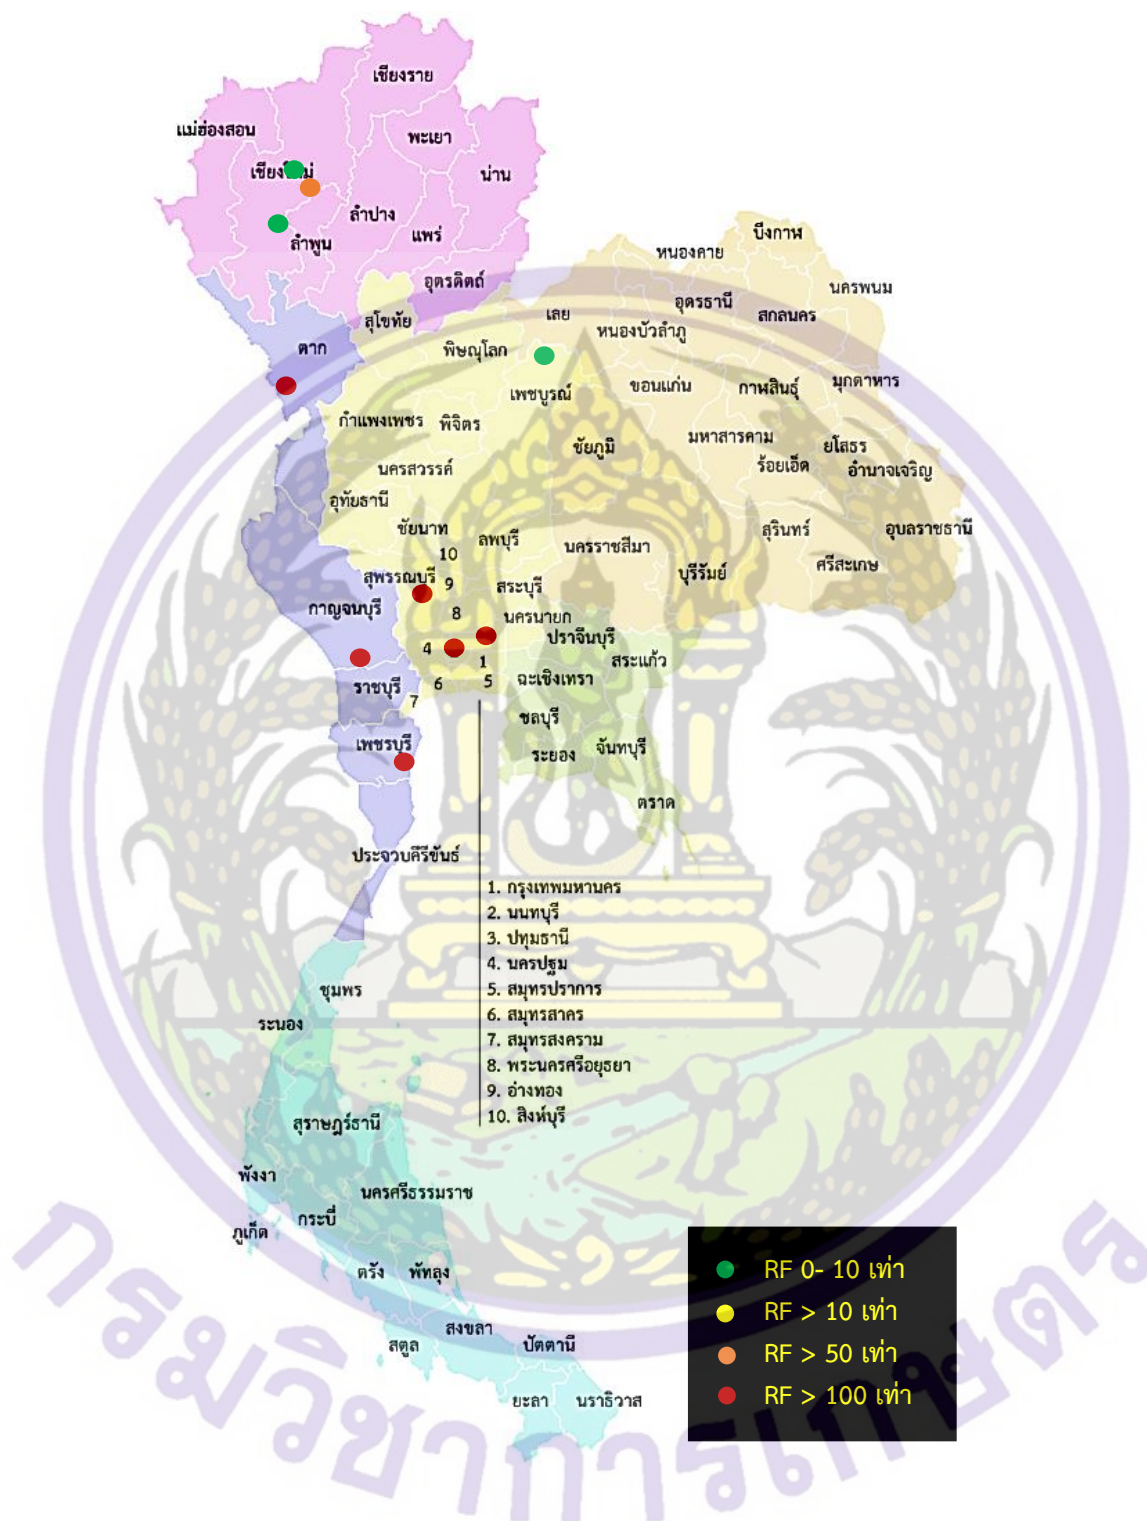 เชียงราย
แม่ฮ่องสอน
พะเยา
เชียงใหม่
น่าน
ลำปาง
ลำพูน
แพร่
อุตรดิตถ์
บึงกาฬ
หนองคาย
นครพนม
อุดรธานี
สกลนคร
เลย
หนองบัวลำภู
สุโขทัย
ตาก
พิษณุโลก
เพชบูรณ์
ขอนแก่น
กาฬสินธุ์
มุกดาหาร
กำแพงเพชร
พิจิตร
ชัยภูมิ
มหาสารคาม
ยโสธร
ร้อยเอ็ด
อำนาจเจริญ
นครสวรรค์
อุทัยธานี
ชัยนาท
ลพบุรี
นครราชสีมา
สุรินทร์
อุบลราชธานี
10
สุพรรณบุรี
9
สระบุรี
บุรีรัมย์
ศรีสะเกษ
กาญจนบุรี
8
นครนายก
ปราจีนบุรี
4
1
สระแก้ว
ราชบุรี
6
5
ฉะเชิงเทรา
7
ชลบุรี
เพชรบุรี
ระยอง
จันทบุรี
ตราด
ประจวบคีรีขันธ์
1. กรุงเทพมหานคร
2. นนทบุรี
3. ปทุมธานี
4. นครปฐม
5. สมุทรปราการ
6. สมุทรสาคร
7. สมุทรสงคราม
8. พระนครศรีอยุธยา
9. อ่างทอง
10. สิงห์บุรี
ชุมพร
ระนอง
สุราษฎร์ธานี
พังงา
นครศรีธรรมราช
กระบี่
ภูเก็ต
ตรัง
พัทลุง
สงขลา
สตูล
ปัตตานี
ยะลา
นราธิวาส
RF 0- 10 เท่า
RF > 10 เท่า
RF > 50 เท่า
RF > 100 เท่า
กรมวิชาการเกษตร